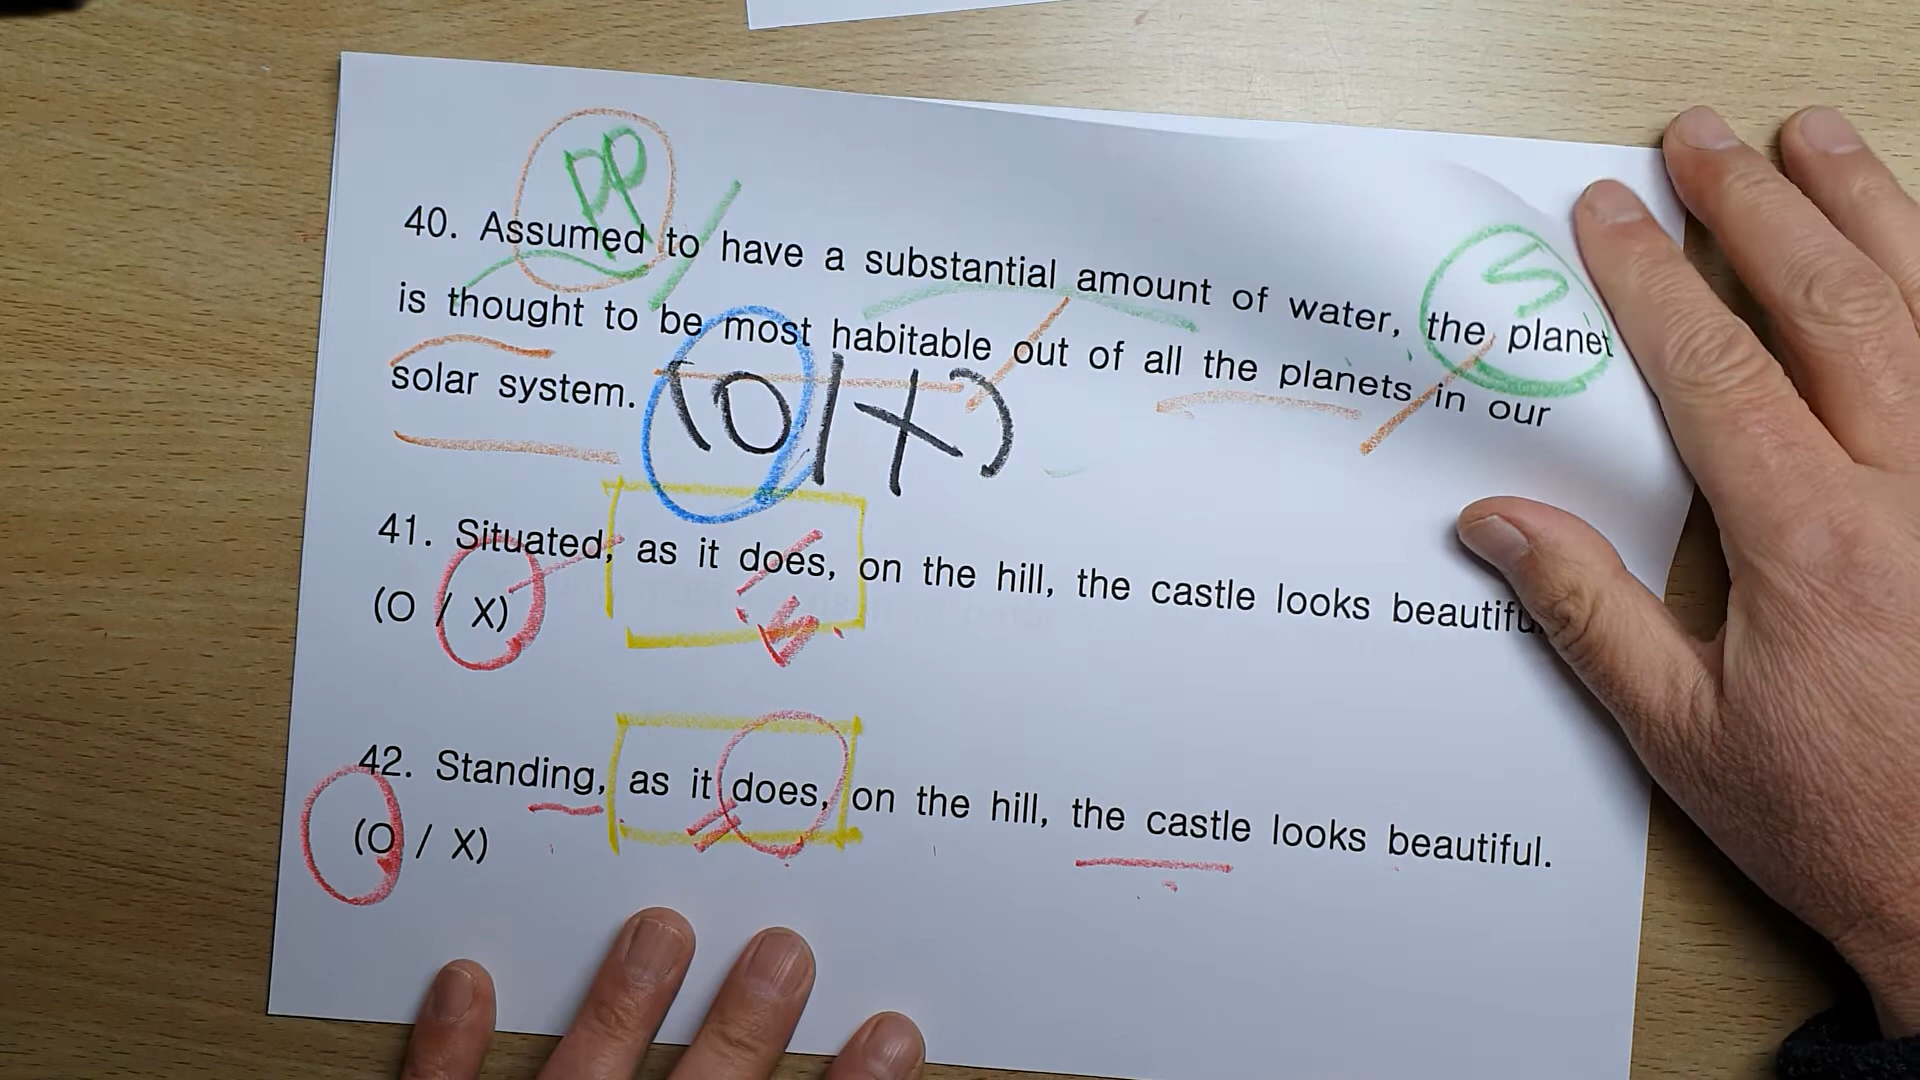 PP
S
40. Assumed to have a substantial amount of water, the planet
is thought to be most habitable out of all the planets in our
solar system. (O/X)
41. Situated, as it does, on the hill, the castle looks beautifu
(O / X)
is
42. Standing, as it does, on the hill, the castle looks beautiful.
(O / X)